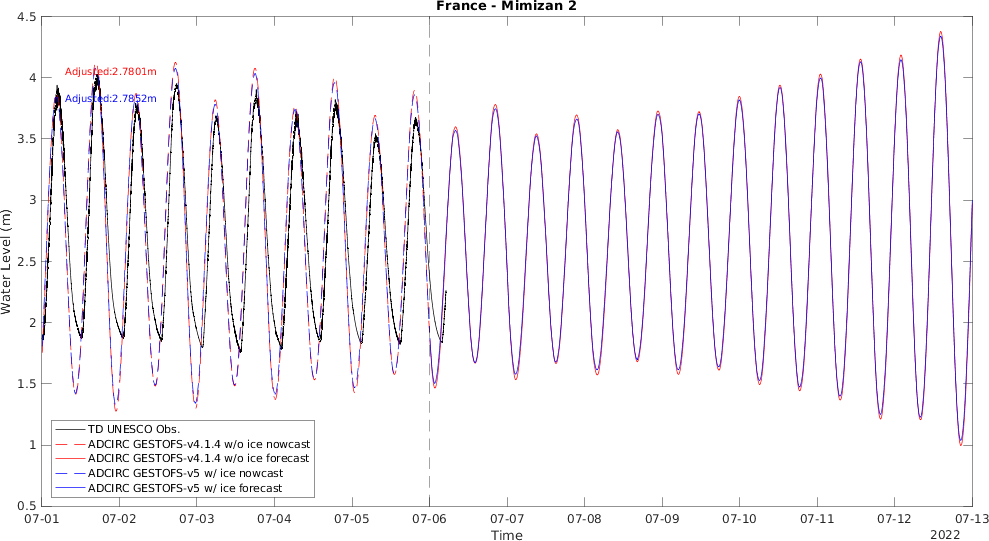 France - Mimizan 2
4.5
4
3.5
3
2.5
2
1.5
1
0.5
Water Level (m)
Adjusted:2.7801m
Adjusted:2.7852m
TD UNESCO Obs.
ADCIRC GESTOFS-v4.1.4 w/o ice nowcast
ADCIRC GESTOFS-v4.1.4 w/o ice forecast
ADCIRC GESTOFS-v5 w/ ice nowcast
ADCIRC GESTOFS-v5 w/ ice forecast
07-01 07-02 07-03 07-04 07-05 07-06 07-07 07-08 07-09 07-10 07-11 07-12 07-13
Time
2022